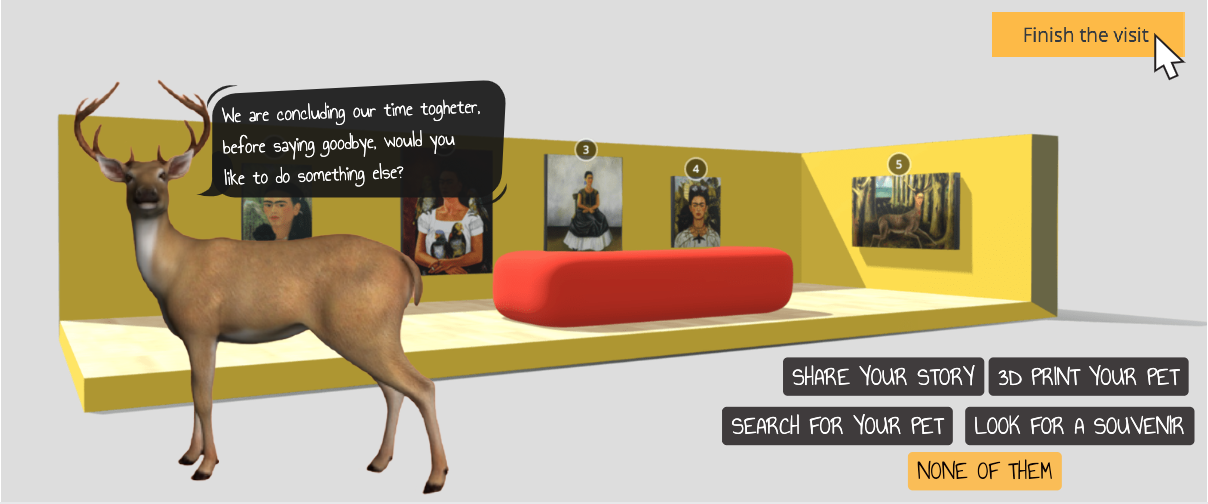 Finish the visit
We are concluding our time togheter,
before saying goodbye, would you
like to do something else?
3
4
5
SHARE YOUR STORY
3D PRINT YOUR PET
SEARCH FOR YOUR PET
LOOK FOR A SOUVENIR
NONE OF THEM